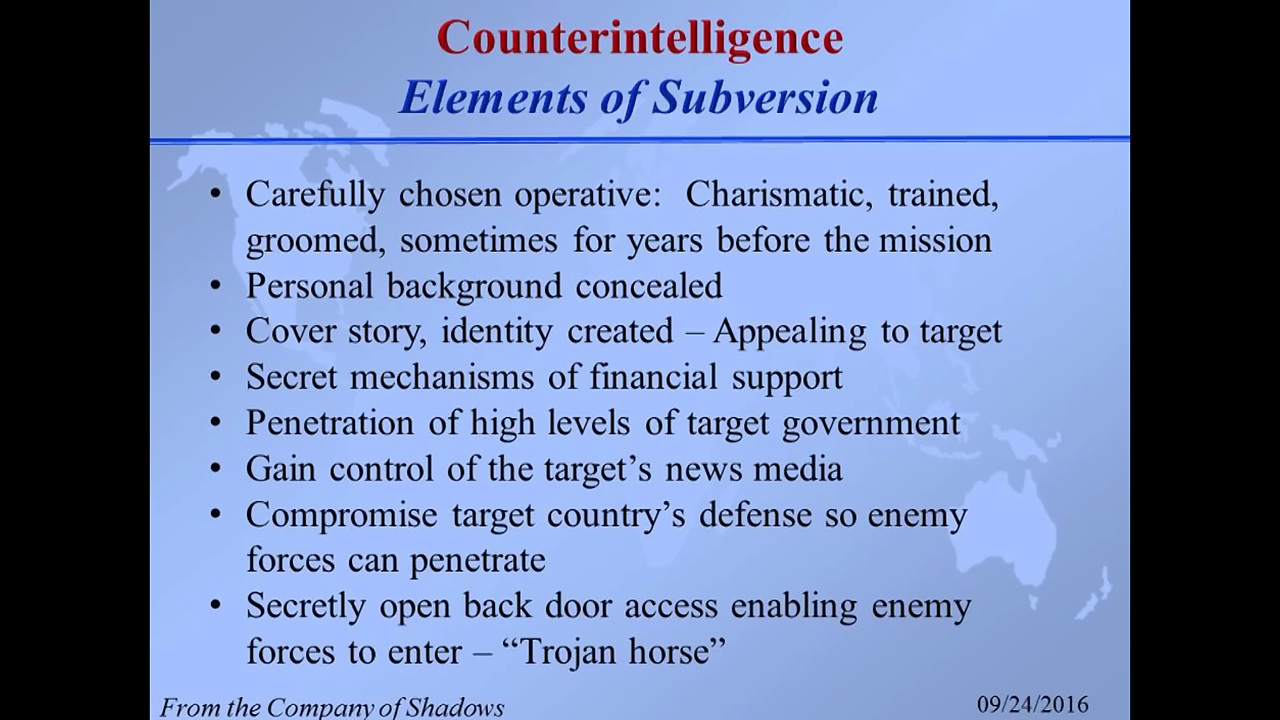 Counterintelligence
Elements of Subversion
• Carefully chosen operative:  Charismatic, trained,
groomed, sometimes for years before the mission
• Personal background concealed
• Cover story, identity created – Appealing to target
• Secret mechanisms of financial support
• Penetration of high levels of target government
• Gain control of the target’s news media
• Compromise target country’s defense so enemy
forces can penetrate
• Secretly open back door access enabling enemy
forces to enter – “Trojan horse”
From the Company of Shadows
09/24/2016